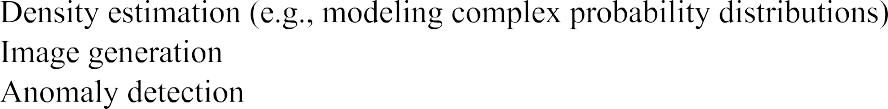 Density estimation (e.g., modeling complex probability distributions)
Image generation
Anomaly detection